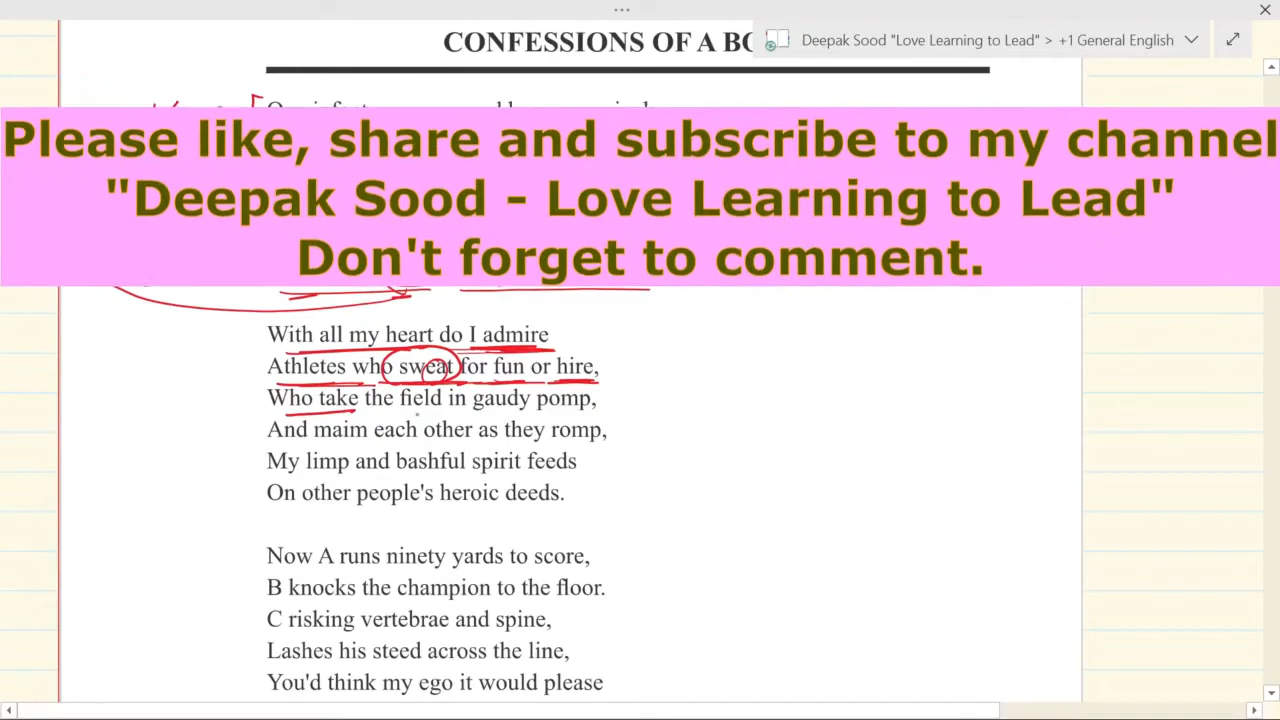 CONFESSIONS OF A BO
Deepak Sood "Love Learning to Lead" > +1 General English
Please like, share and subscribe to my channel
"Deepak Sood - Love Learning to Lead"
Don't forget to comment.
With all my heart do I admire
Athletes who sweat for fun or hire,
Who take the field in gaudy pomp,
And maim each other as they romp,
My limp and bashful spirit feeds
On other people's heroic deeds.
Now A runs ninety yards to score,
B knocks the champion to the floor.
C risking vertebrae and spine,
Lashes his steed across the line,
You'd think my ego it would please